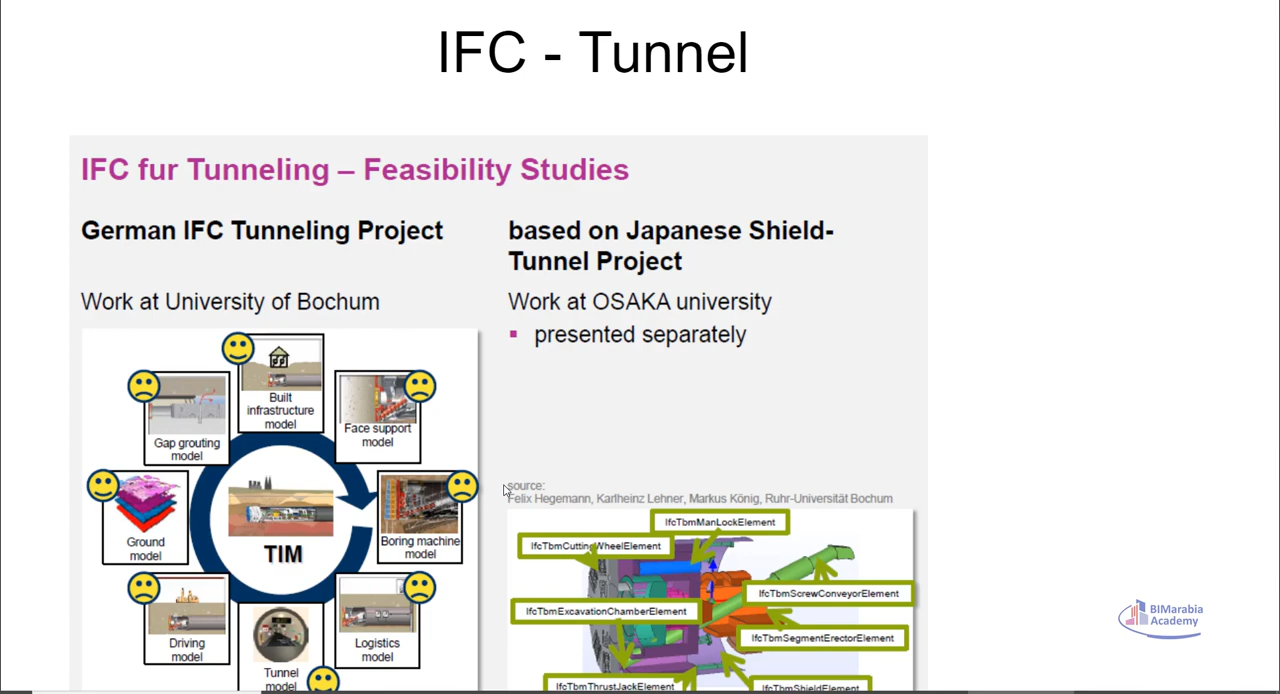 IFC - Tunnel
IFC fur Tunneling – Feasibility Studies
German IFC Tunneling Project
Work at University of Bochum
based on Japanese Shield-
Tunnel Project
Work at OSAKA university
presented separately
Built
infrastructure
model
Gap grouting
model
Face support
model
Ground
model
TIM
Boring machine
model
Driving
model
Logistics
model
Tunnel
model
source:
Felix Hegemann, Karlheinz Lehner, Markus König, Ruhr-Universität Bochum
IfcTbmManLockElement
IfcTbmCuttingWheelElement
IfcTbmScrewConveyorElement
IfcTbmExcavationChamberElement
IfcTbmSegmentErectorElement
IfcTbmThrustJackElement
IfcTbmShieldElement
BIMarabia
Academy